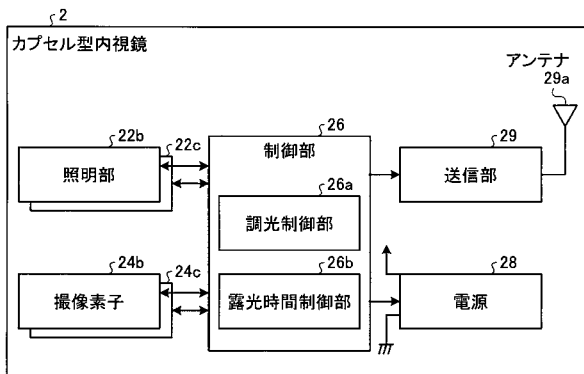 2
カプセル型内視鏡
アンテナ
29a
22b
22c
照明部
26
制御部
29
送信部
26a
調光制御部
24b
24c
撮像素子
26b
露光時間制御部
28
電源